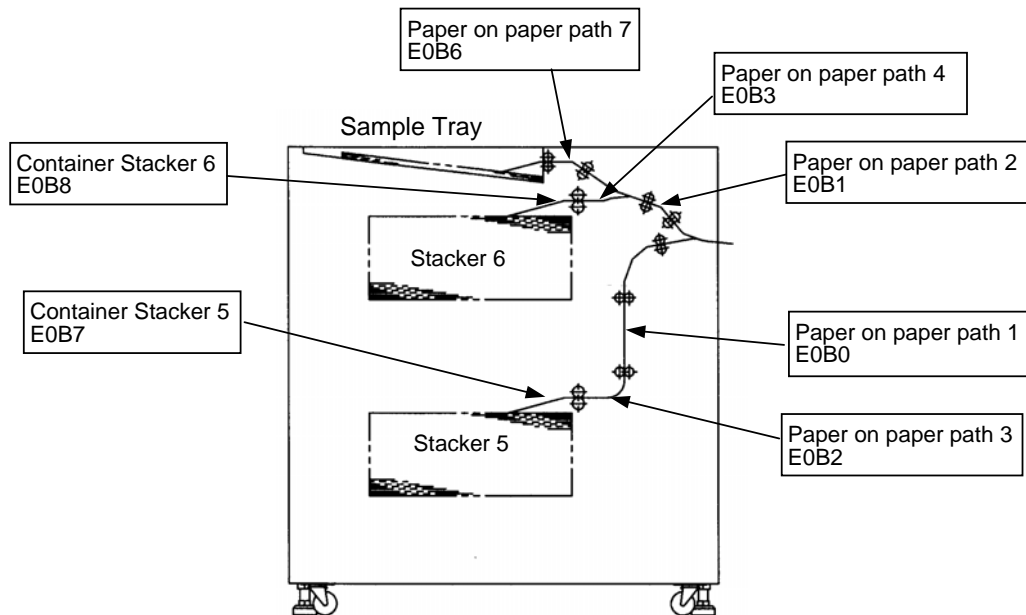 Paper on paper path 7
E0B6
Paper on paper path 4
E0B3
Sample Tray
Container Stacker 6
E0B8
Paper on paper path 2
E0B1
Stacker 6
Container Stacker 5
E0B7
Paper on paper path 1
E0B0
Stacker 5
Paper on paper path 3
E0B2